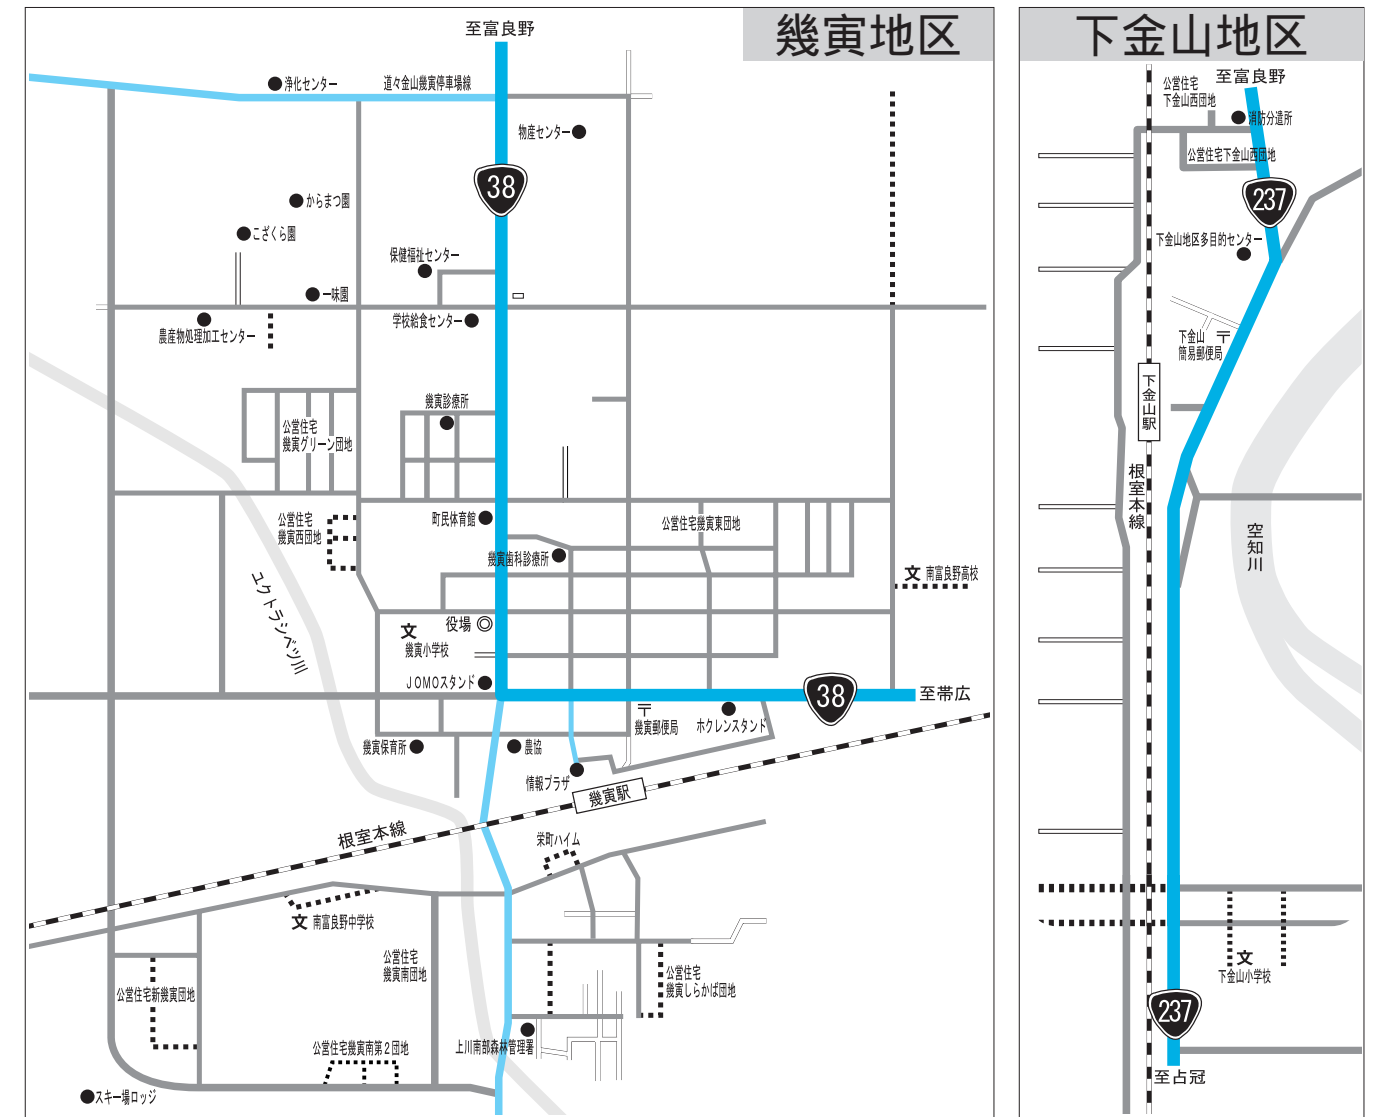 幾寅地区
至富良野
浄化センター
道々金山幾寅停車場線
物産センター
38
からまつ園
こざくら園
保健福祉センター
一味園
農産物処理加工センター
学校給食センター
幾寅診療所
公営住宅
幾寅グリーン団地
公営住宅
幾寅西団地
町民体育館
公営住宅幾寅東団地
幾寅歯科診療所
文 南富良野高校
ユクトラシベツ川
役場
文
幾寅小学校
JOMOスタンド
38
至帯広
〒
幾寅郵便局
ホクレンスタンド
幾寅保育所
農協
情報プラザ
幾寅駅
根室本線
栄町ハイム
文 南富良野中学校
公営住宅
幾寅南団地
公営住宅新幾寅団地
公営住宅
幾寅しらかば団地
公営住宅幾寅南第2団地
上川南部森林管理署
スキー場ロッジ
下金山地区
至富良野
公営住宅
下金山西団地
消防分遣所
公営住宅下金山西団地
237
下金山地区多目的センター
下金山 〒
簡易郵便局
下金山駅
根室本線
空知川
文
下金山小学校
237
至占冠